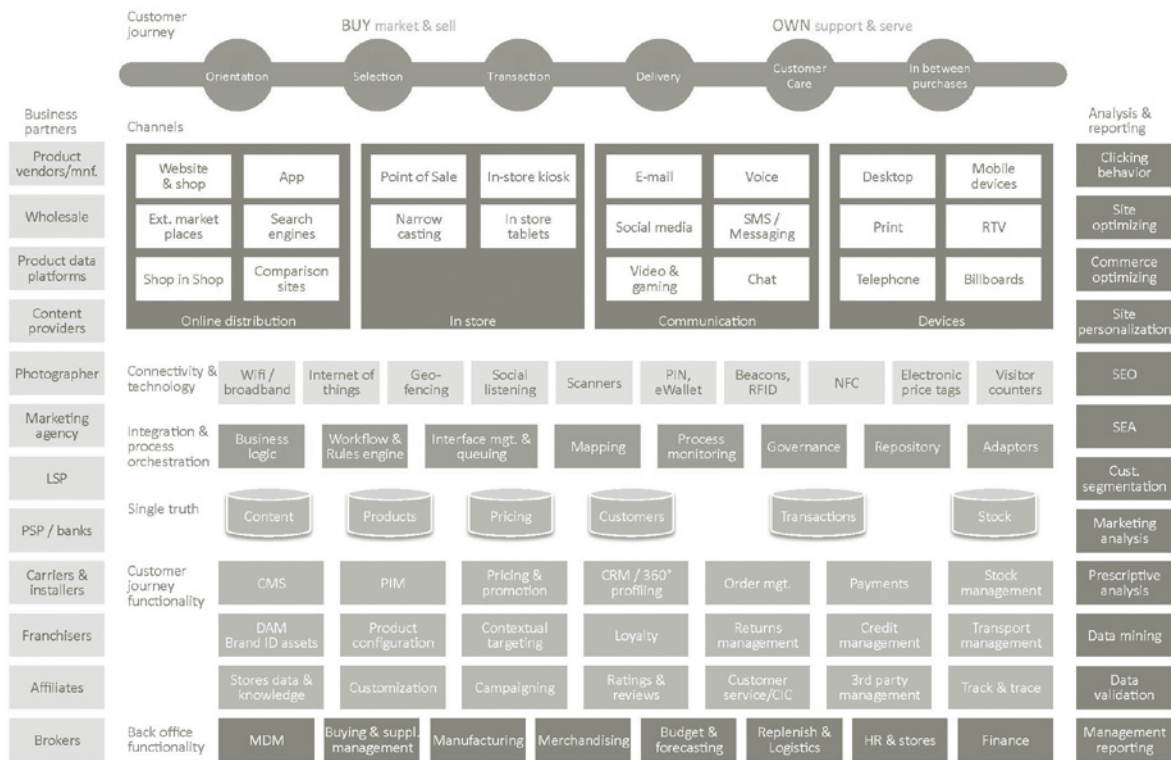 Customer
journey
BUY market & sell
OWN support & serve
Orientation
Selection
Transaction
Delivery
Customer
Care
In between
purchases
Business
partners
Product
vendors/mnf.
Wholesale
Product data
platforms
Content
providers
Photographer
Marketing
agency
LSP
PSP / banks
Carriers &
installers
Franchisers
Affiliates
Brokers
Channels
Website
& shop
App
Ext. market
places
Search
engines
Shop in Shop
Comparison
sites
Online distribution
Point of Sale
In-store kiosk
Narrow
casting
In store
tablets
In store
E-mail
Voice
Social media
SMS /
Messaging
Video &
gaming
Chat
Communication
Desktop
Mobile
devices
Print
RTV
Telephone
Billboards
Devices
Connectivity &
technology
Wifi /
broadband
Internet of
things
Geo-
fencing
Social
listening
Scanners
PIN,
eWallet
Beacons,
RFID
NFC
Electronic
price tags
Visitor
counters
Integration &
process
orchestration
Business
logic
Workflow &
Rules engine
Interface mgt. &
queuing
Mapping
Process
monitoring
Governance
Repository
Adaptors
Single truth
Content
Products
Pricing
Customers
Transactions
Stock
Customer
journey
functionality
CMS
PIM
Pricing &
promotion
CRM / 360°
profiling
Order mgt.
Payments
Stock
management
DAM
Brand ID assets
Product
configuration
Contextual
targeting
Loyalty
Returns
management
Credit
management
Transport
management
Stores data &
knowledge
Customization
Campaigning
Ratings &
reviews
Customer
service/CIC
3rd party
management
Track & trace
Back office
functionality
MDM
Buying & suppl.
management
Manufacturing
Merchandising
Budget &
forecasting
Replenish &
Logistics
HR & stores
Finance
Analysis &
reporting
Clicking
behavior
Site
optimizing
Commerce
optimizing
Site
personalization
SEO
SEA
Cust.
segmentation
Marketing
analysis
Prescriptive
analysis
Data mining
Data
validation
Management
reporting